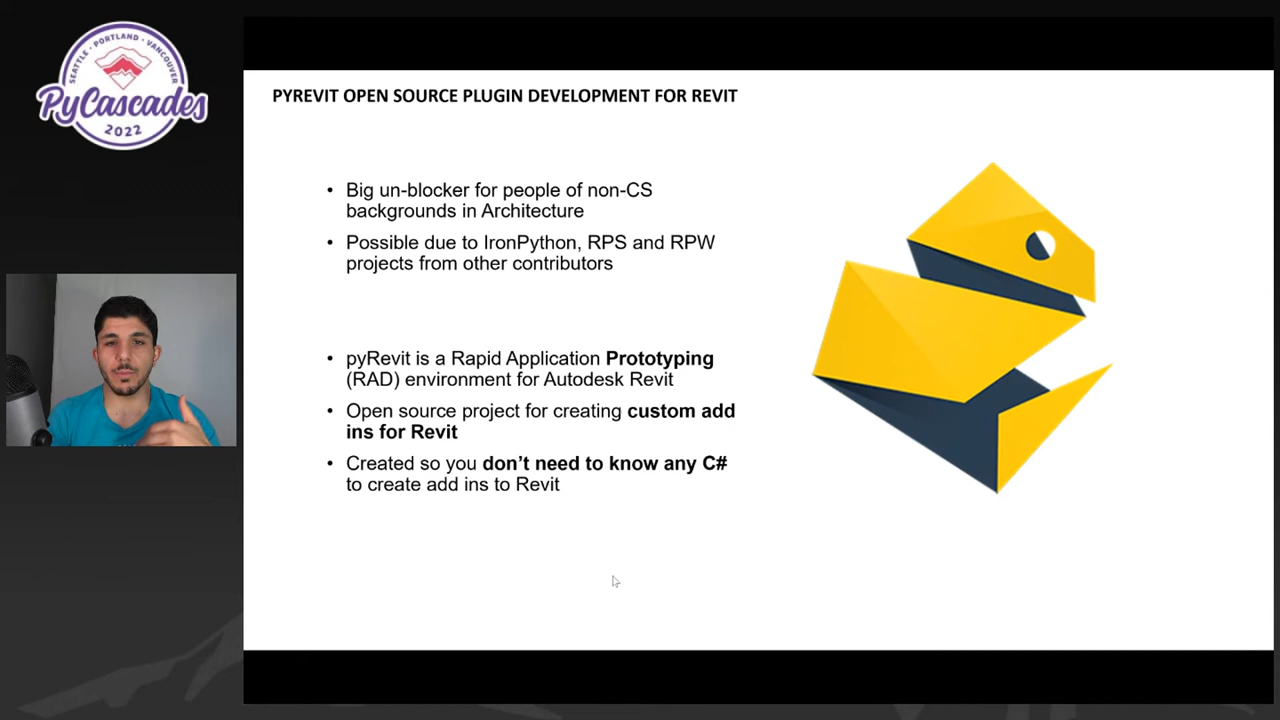 SEATTLE - PORTLAND - VANCOUVER
PyCascades
2022
PYREVIT OPEN SOURCE PLUGIN DEVELOPMENT FOR REVIT
• Big un-blocker for people of non-CS
backgrounds in Architecture
• Possible due to IronPython, RPS and RPW
projects from other contributors
• pyRevit is a Rapid Application Prototyping
(RAD) environment for Autodesk Revit
• Open source project for creating custom add
ins for Revit
• Created so you don’t need to know any C#
to create add ins to Revit